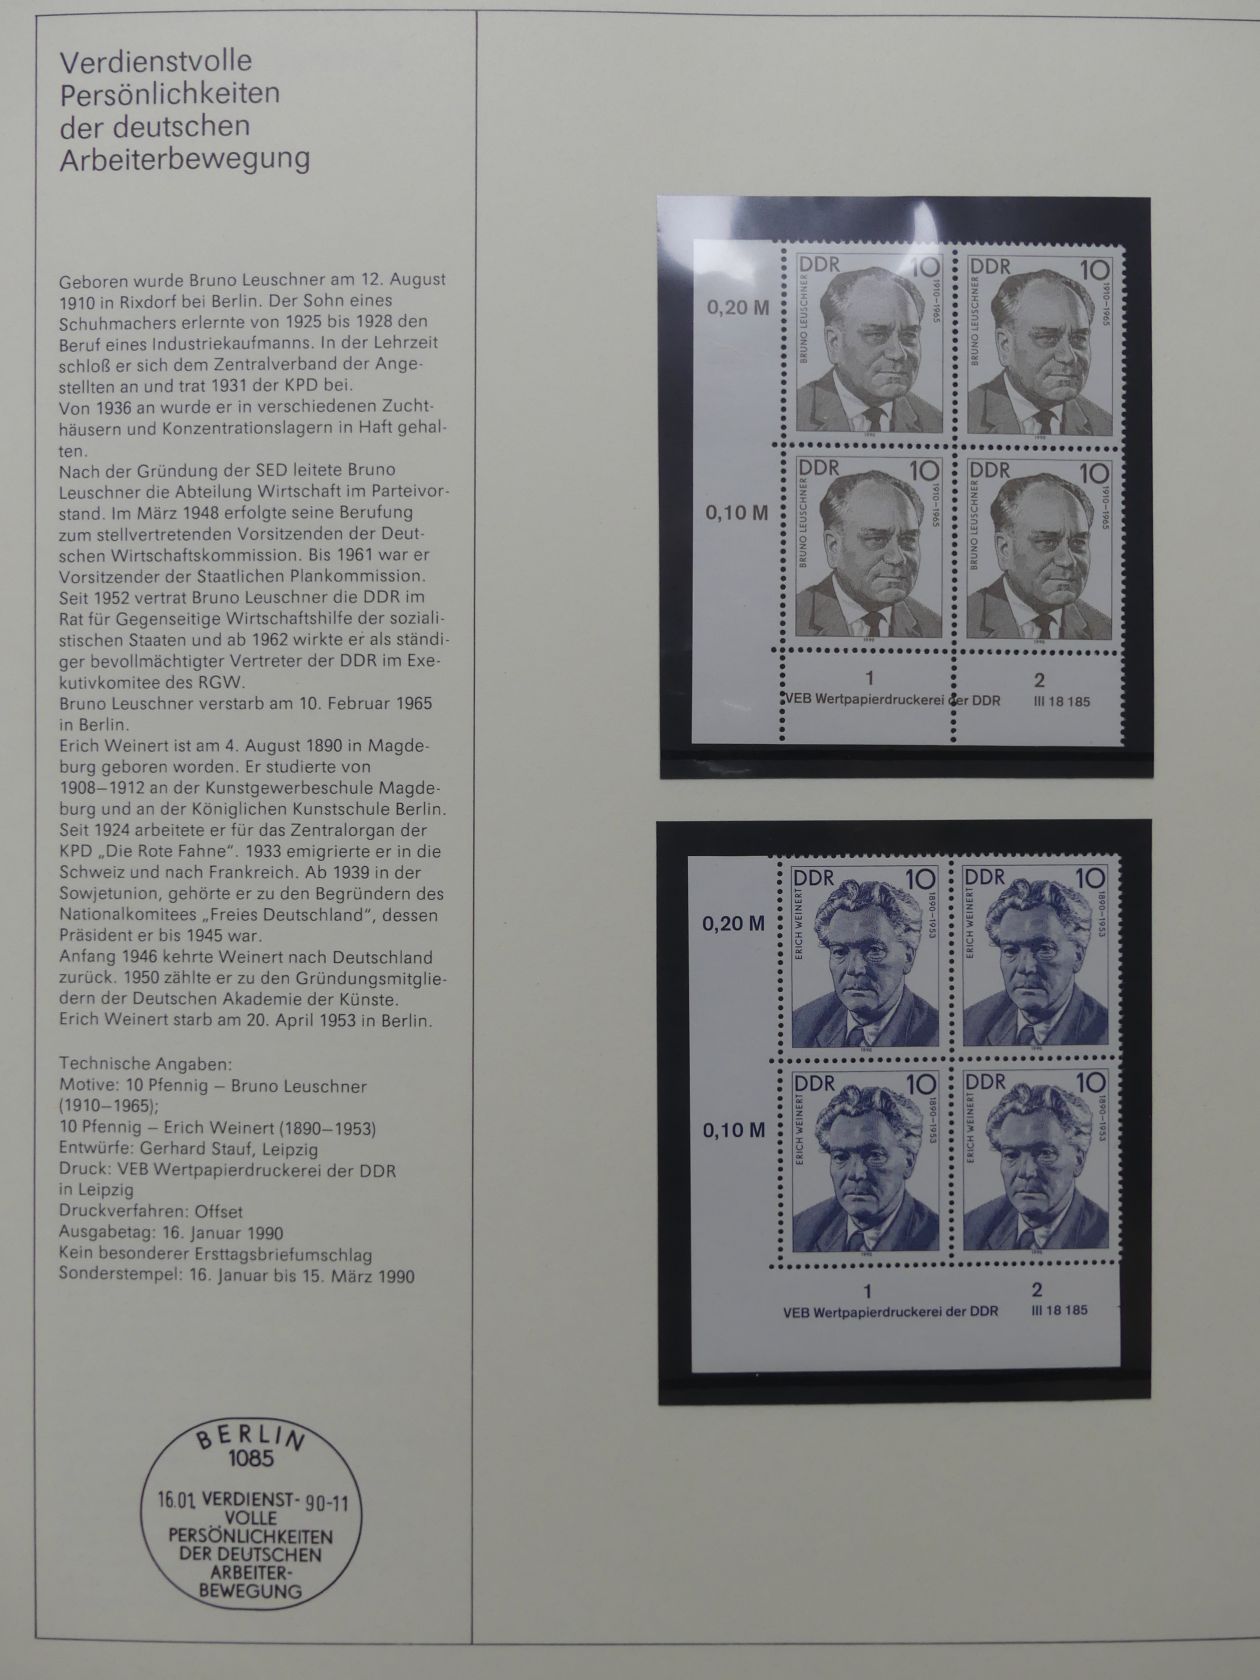 Verdienstvolle
Persönlichkeiten
der deutschen
Arbeiterbewegung
Geboren wurde Bruno Leuschner am 12. August
1910 in Rixdorf bei Berlin. Der Sohn eines
Schuhmachers erlernte von 1925 bis 1928 den
Beruf eines Industriekaufmanns. In der Lehrzeit
schloß er sich dem Zentralverband der Ange-
stellten an und trat 1931 der KPD bei.
Von 1936 an wurde er in verschiedenen Zucht-
häusern und Konzentrationslagern in Haft gehal-
ten.
Nach der Gründung der SED leitete Bruno
Leuschner die Abteilung Wirtschaft im Parteivor-
stand. Im März 1948 erfolgte seine Berufung
zum stellvertretenden Vorsitzenden der Deut-
schen Wirtschaftskommission. Bis 1961 war er
Vorsitzender der Staatlichen Plankommission.
Seit 1952 vertrat Bruno Leuschner die DDR im
Rat für Gegenseitige Wirtschaftshilfe der soziali-
stischen Staaten und ab 1962 wirkte er als ständi-
ger bevollmächtigter Vertreter der DDR im Exe-
kutivkomitee des RGW.
Bruno Leuschner verstarb am 10. Februar 1965
in Berlin.
Erich Weinert ist am 4. August 1890 in Magde-
burg geboren worden. Er studierte von
1908–1912 an der Kunstgewerbeschule Magde-
burg und an der Königlichen Kunstschule Berlin.
Seit 1924 arbeitete er für das Zentralorgan der
KPD „Die Rote Fahne“. 1933 emigrierte er in die
Schweiz und nach Frankreich. Ab 1939 in der
Sowjetunion, gehörte er zu den Begründern des
Nationalkomitees „Freies Deutschland“, dessen
Präsident er bis 1945 war.
Anfang 1946 kehrte Weinert nach Deutschland
zurück. 1950 zählte er zu den Gründungsmitglie-
dern der Deutschen Akademie der Künste.
Erich Weinert starb am 20. April 1953 in Berlin.
Technische Angaben:
Motive: 10 Pfennig – Bruno Leuschner
(1910–1965);
10 Pfennig – Erich Weinert (1890–1953)
Entwürfe: Gerhard Stauf, Leipzig
Druck: VEB Wertpapierdruckerei der DDR
in Leipzig
Druckverfahren: Offset
Ausgabetag: 16. Januar 1990
Kein besonderer Ersttagsbriefumschlag
Sonderstempel: 16. Januar bis 15. März 1990
BERLIN
1085
16.01. VERDIENST- 90-11
VOLLE
PERSÖNLICHKEITEN
DER DEUTSCHEN
ARBEITER-
BEWEGUNG
0,20 M
DDR 10
BRUNO LEUSCHNER
1910–1965
1990
DDR 10
BRUNO LEUSCHNER
1910–1965
1990
0,10 M
DDR 10
BRUNO LEUSCHNER
1910–1965
1990
DDR 10
BRUNO LEUSCHNER
1910–1965
1990
1 2
VEB Wertpapierdruckerei der DDR III 18 185
0,20 M
DDR 10
ERICH WEINERT
1890–1953
1990
DDR 10
ERICH WEINERT
1890–1953
1990
0,10 M
DDR 10
ERICH WEINERT
1890–1953
1990
DDR 10
ERICH WEINERT
1890–1953
1990
1 2
VEB Wertpapierdruckerei der DDR III 18 185